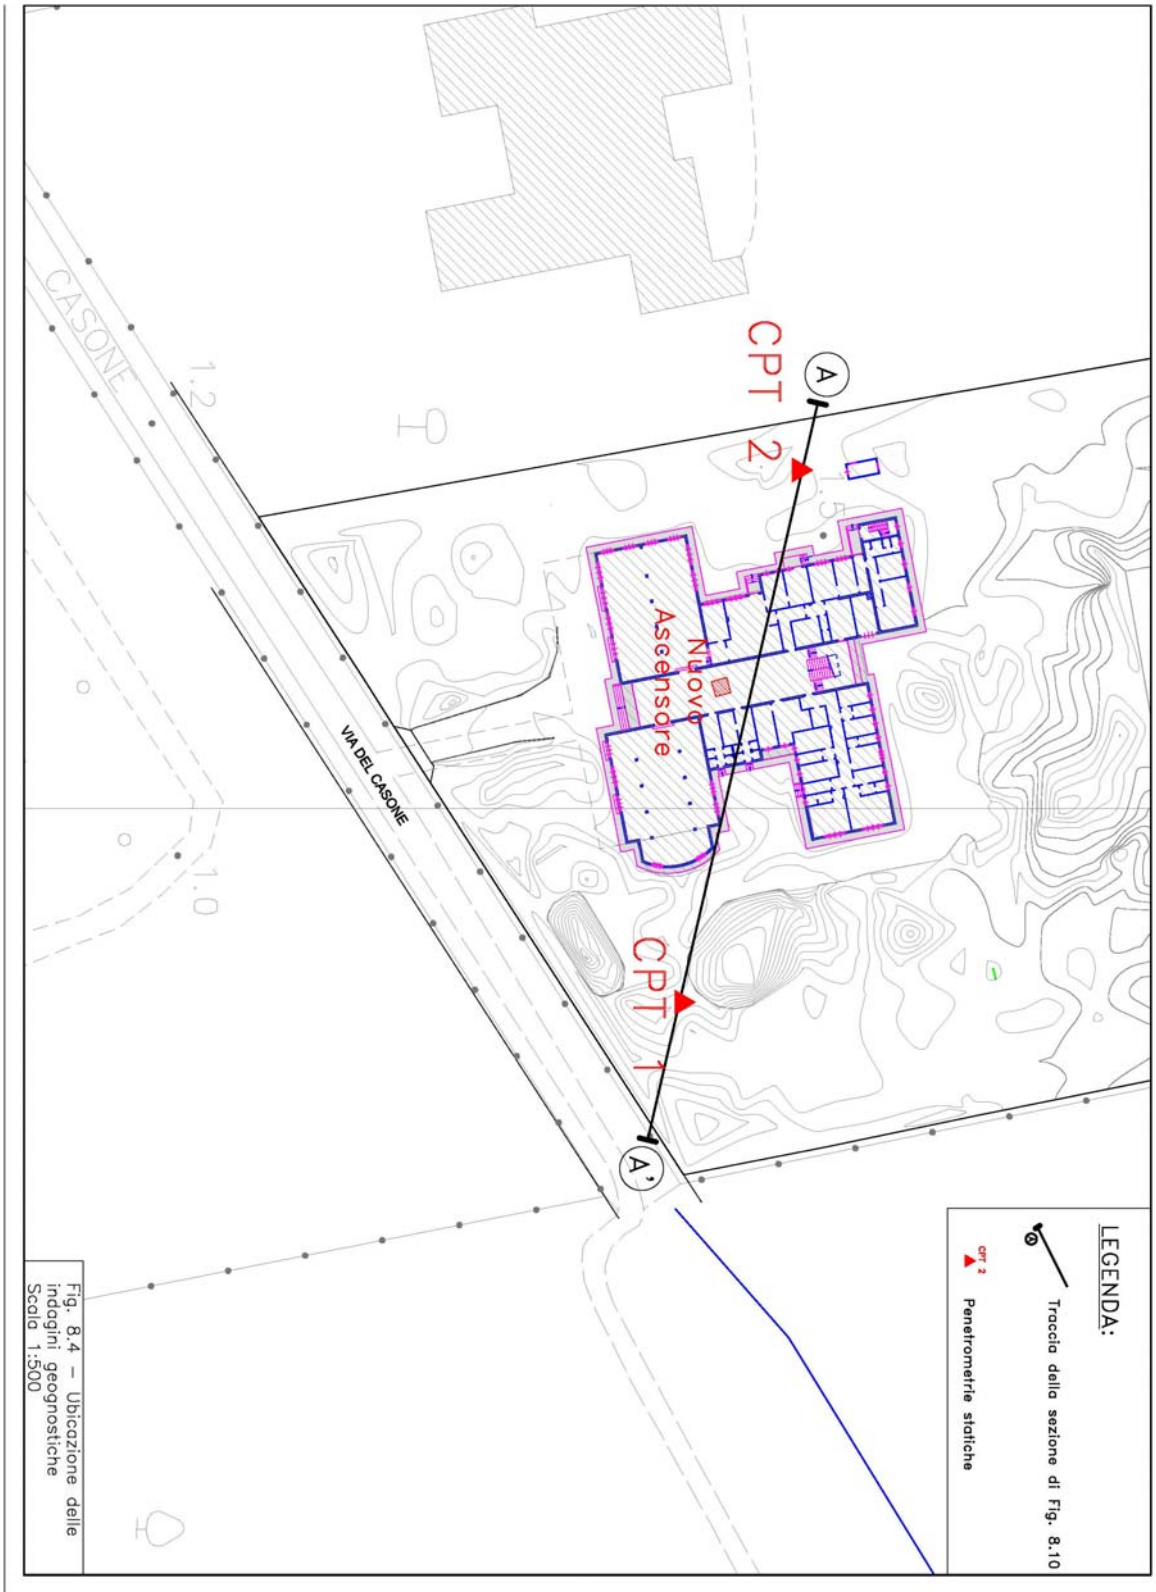 LEGENDA:
A
Traccia della sezione di Fig. 8.10
CPT 2
Penetrometrie statiche
A
CPT 2
.5
Nuovo
Ascensore
CPT 1
A'
CASONE
1.2
VIA DEL CASONE
1.0
Fig. 8.4 – Ubicazione delle
indagini geognostiche
Scala 1:500